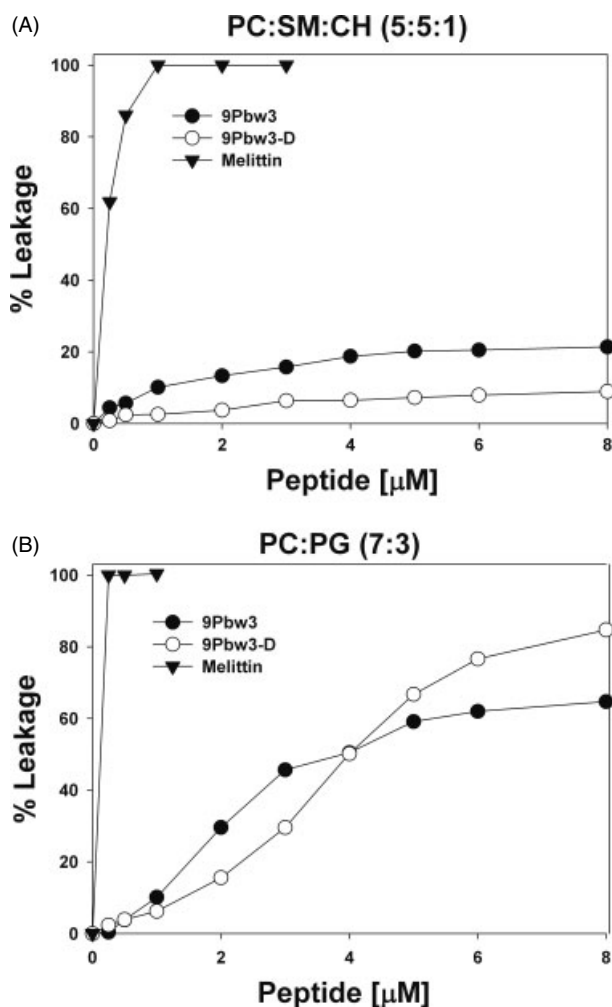 (A)
PC:SM:CH (5:5:1)
100
80
60
40
20
0
% Leakage
9Pbw3
9Pbw3-D
Melittin
0 2 4 6 8
Peptide [μM]
(B)
PC:PG (7:3)
100
80
60
40
20
0
% Leakage
9Pbw3
9Pbw3-D
Melittin
0 2 4 6 8
Peptide [μM]